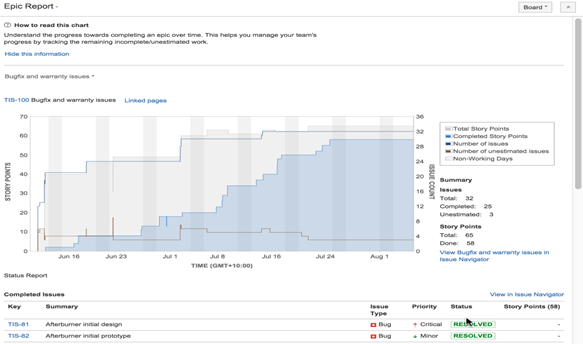 Epic Report
Board
How to read this chart
Understand the progress towards completing an epic over time. This helps you manage your team's
progress by tracking the remaining incomplete/unestimated work.
Hide this information
Bugfix and warranty issues
TIS-100 Bugfix and warranty issues Linked pages
70
60
50
40
30
20
10
0
STORY POINTS
36
32
28
24
20
16
12
8
4
0
ISSUE COUNT
Jun 16 Jun 23 Jul 1 Jul 8 Jul 16 Jul 24 Aug 1
TIME (GMT+10:00)
Total Story Points
Completed Story Points
Number of issues
Number of unestimated issues
Non-Working Days
Summary
Issues
Total: 32
Completed: 25
Unestimated: 3
Story Points
Total: 65
Done: 58
View Bugfix and warranty issues in
Issue Navigator
Status Report
Completed Issues View in Issue Navigator
Key Summary Issue Type Priority Status Story Points (58)
TIS-81 Afterburner initial design Bug Critical RESOLVED -
TIS-82 Afterburner initial prototype Bug Minor RESOLVED -